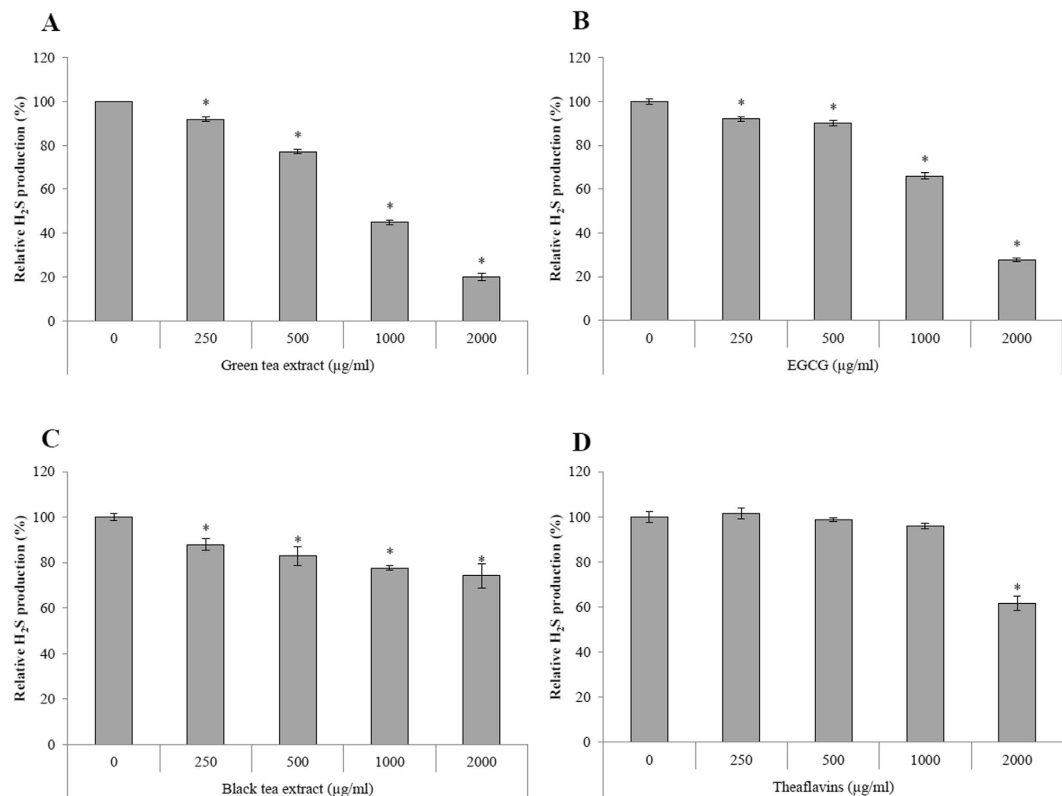 A
Relative H₂S production (%)
120
100
80
60
40
20
0
* * * *
0 250 500 1000 2000
Green tea extract (µg/ml)
B
Relative H₂S production (%)
120
100
80
60
40
20
0
* * * *
0 250 500 1000 2000
EGCG (µg/ml)
C
Relative H₂S production (%)
120
100
80
60
40
20
0
* * * *
0 250 500 1000 2000
Black tea extract (µg/ml)
D
Relative H₂S production (%)
120
100
80
60
40
20
0
*
0 250 500 1000 2000
Theaflavins (µg/ml)